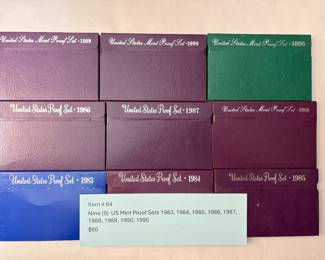 United States Mint Proof Set · 1989
United States Mint Proof Set · 1990
United States Mint Proof Set · 1995
United States Proof Set · 1986
United States Proof Set · 1987
United States Mint Proof Set · 1988
United States Proof Set · 1983
United States Proof Set · 1984
United States Proof Set · 1985
Item # 64
Nine (9) US Mint Proof Sets 1983, 1984, 1985, 1986, 1987,
1988, 1989, 1990, 1995
$60